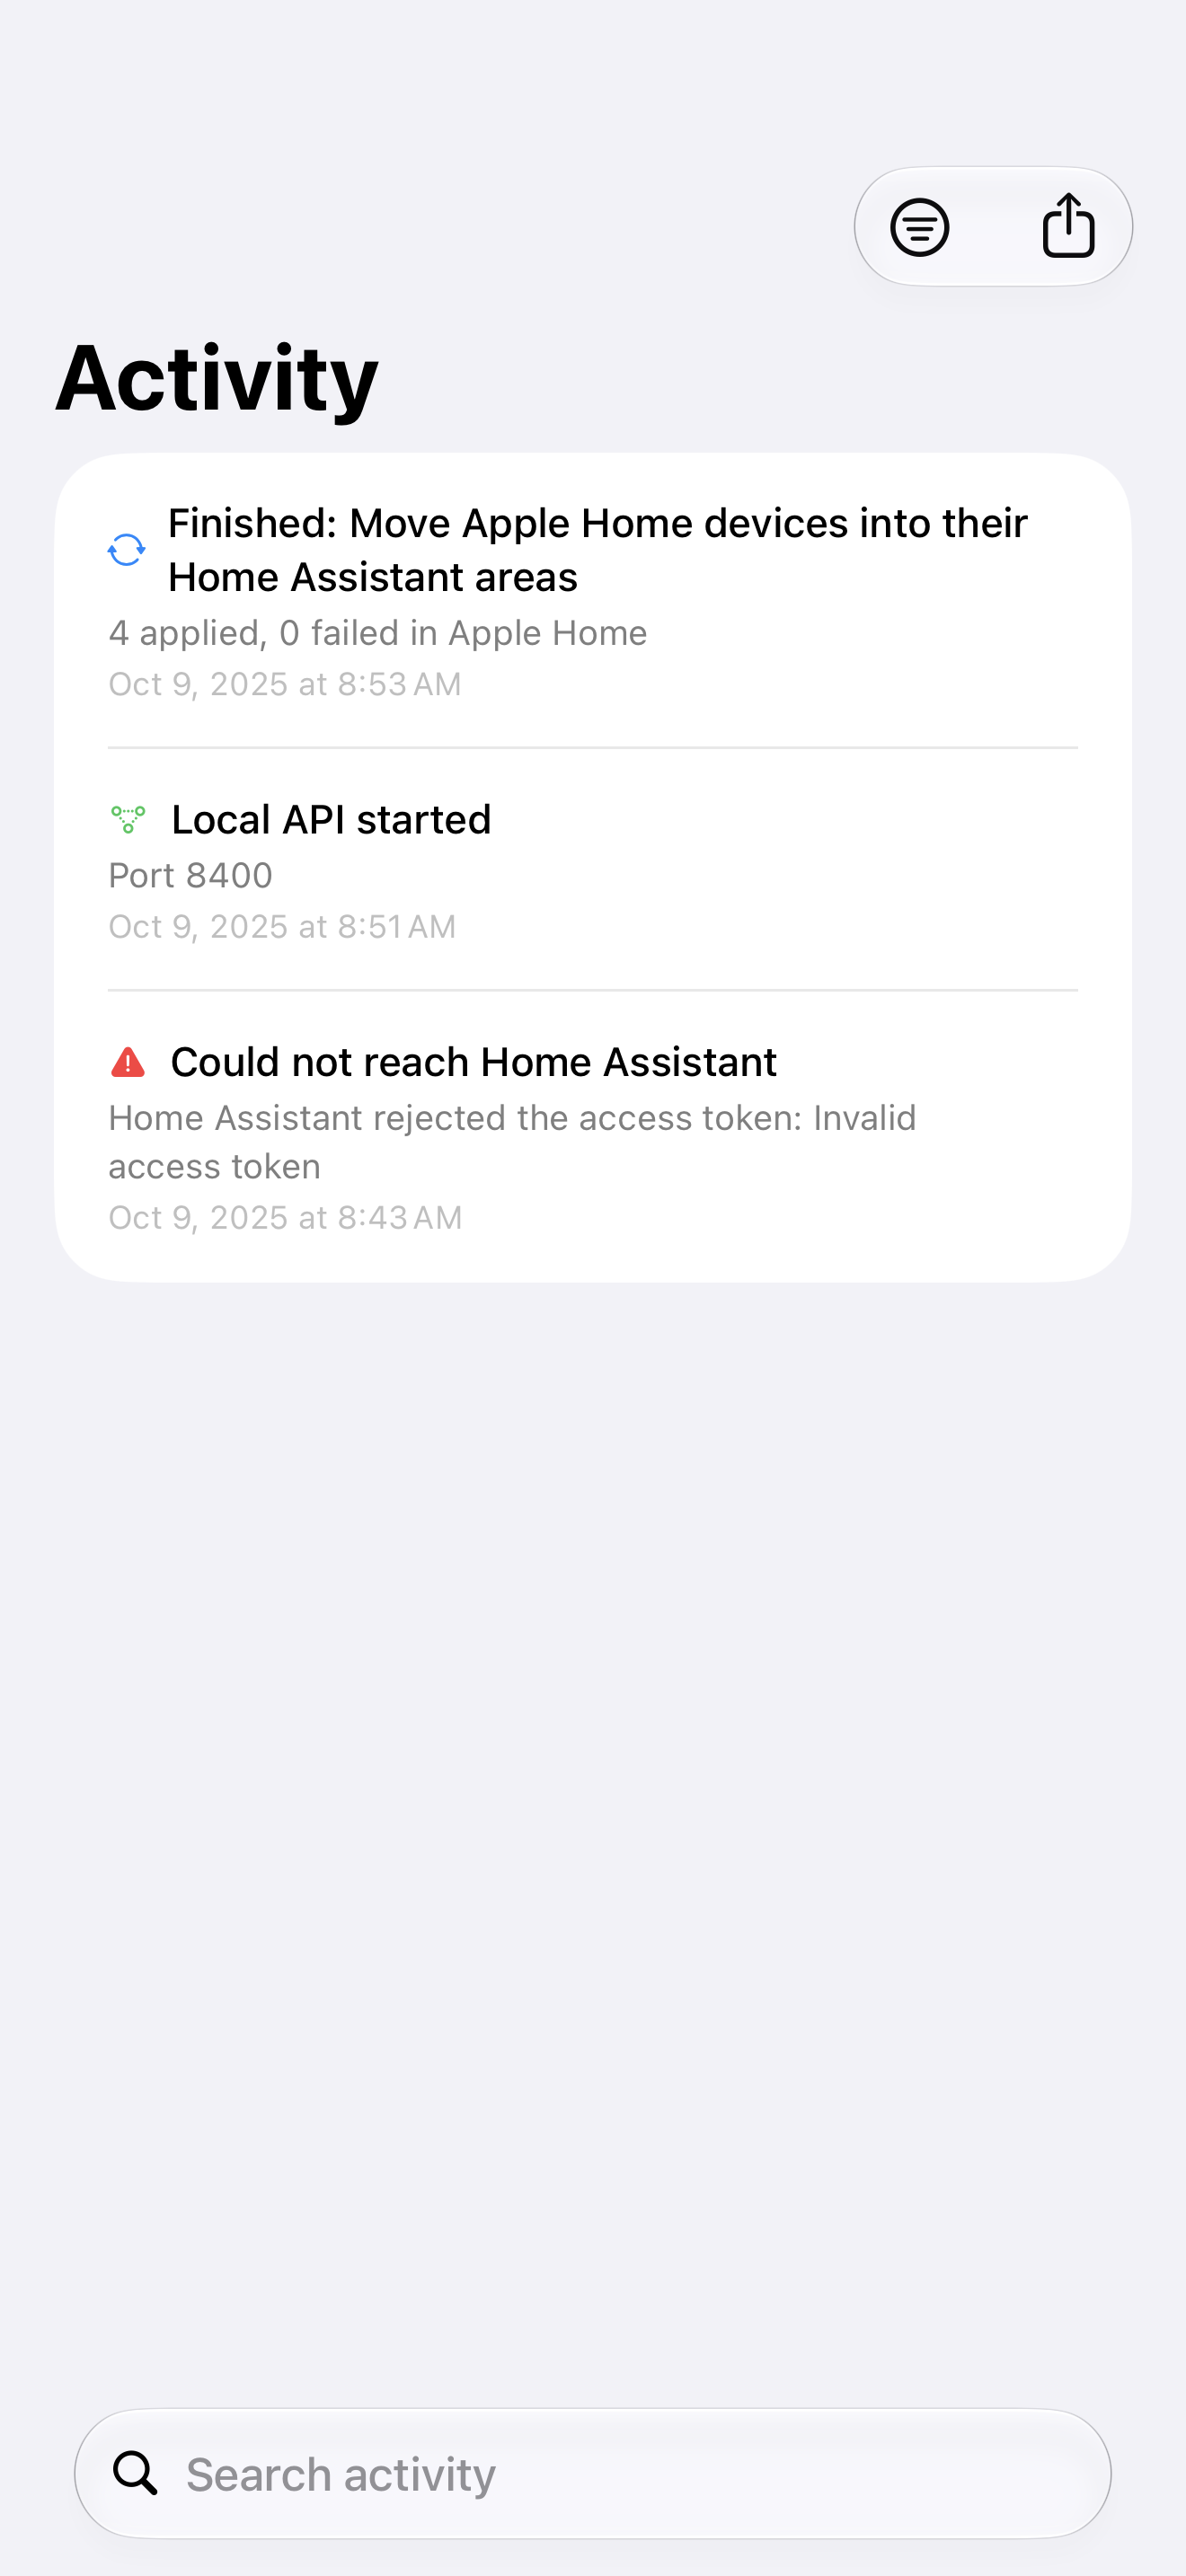 Activity
Finished: Move Apple Home devices into their
Home Assistant areas
4 applied, 0 failed in Apple Home
Oct 9, 2025 at 8:53 AM
Local API started
Port 8400
Oct 9, 2025 at 8:51 AM
Could not reach Home Assistant
Home Assistant rejected the access token: Invalid
access token
Oct 9, 2025 at 8:43 AM
Search activity